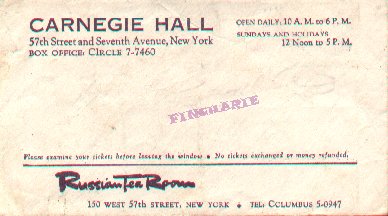 CARNEGIE HALL
57th Street and Seventh Avenue, New York
BOX OFFICE: CIRCLE 7-7460
OPEN DAILY: 10 A. M. to 6 P. M.
SUNDAYS AND HOLIDAYS
12 Noon to 5 P. M.
FINGHARIE
Please examine your tickets before leaving the window • No tickets exchanged or money refunded.
Russian Tea Room
150 WEST 57th STREET, NEW YORK • TEL: COLUMBUS 5-0947